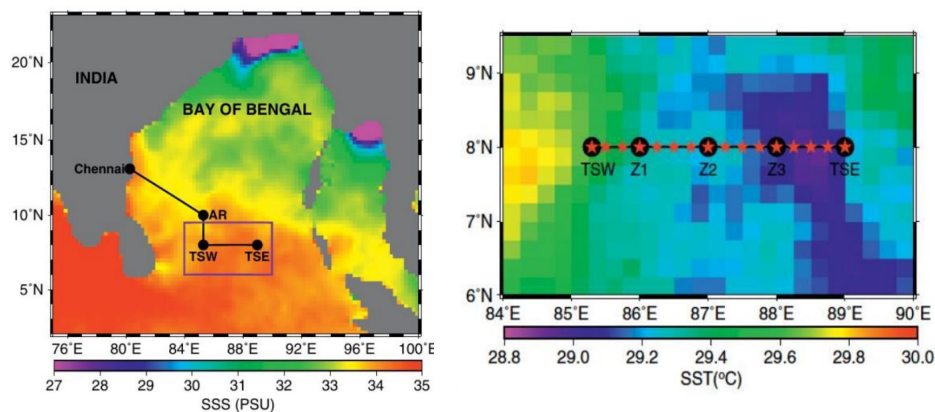 INDIA
BAY OF BENGAL
Chennai
AR
TSW
TSE
20°N
15°N
10°N
5°N
76°E 80°E 84°E 88°E 92°E 96°E 100°E
27 28 29 30 31 32 33 34 35
SSS (PSU)
9°N
8°N
7°N
6°N
TSW Z1 Z2 Z3 TSE
84°E 85°E 86°E 87°E 88°E 89°E 90°E
28.8 29.0 29.2 29.4 29.6 29.8 30.0
SST(°C)